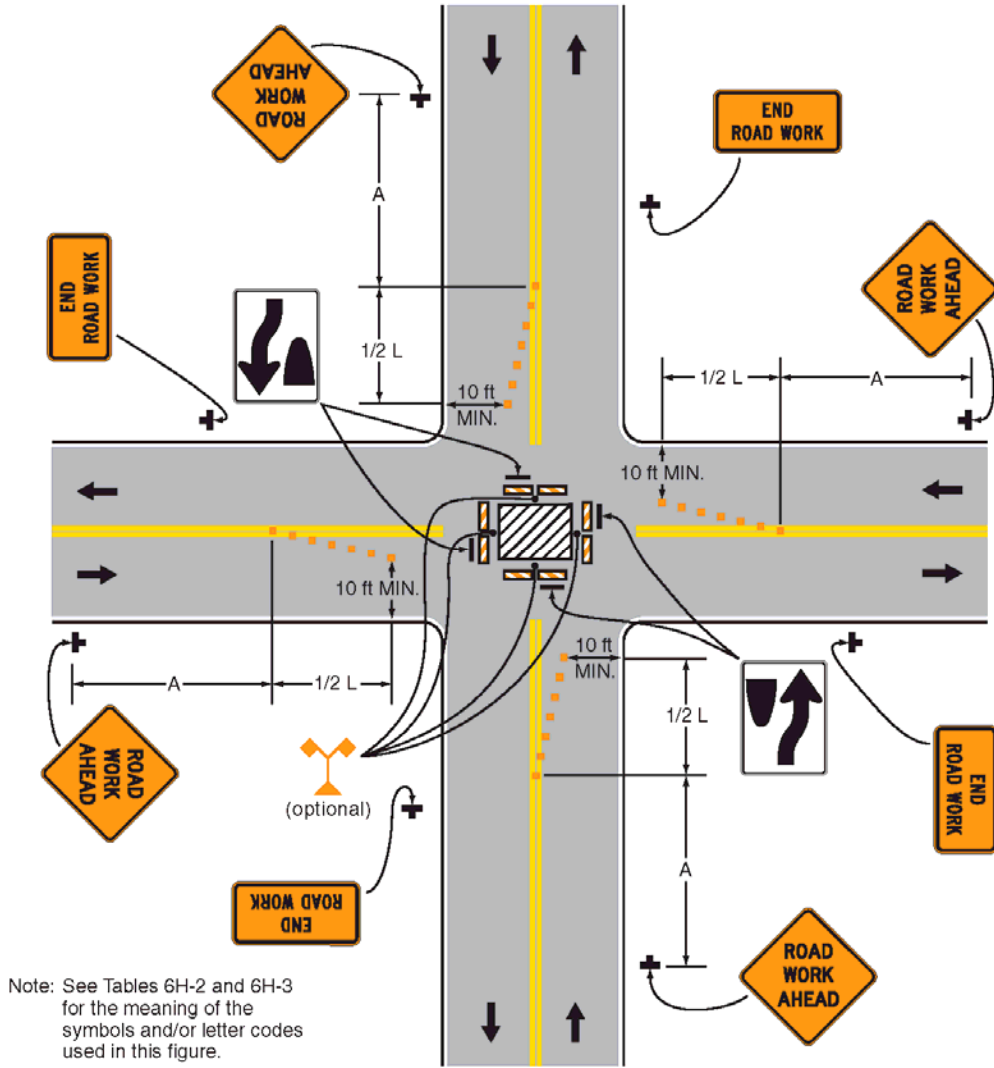 ROAD
WORK
AHEAD
END
ROAD WORK
A
END
ROAD WORK
ROAD
WORK
AHEAD
1/2 L
1/2 L
A
10 ft
MIN.
10 ft MIN.
10 ft MIN.
10 ft
MIN.
A
1/2 L
1/2 L
ROAD
WORK
AHEAD
(optional)
END
ROAD WORK
A
END
ROAD WORK
ROAD
WORK
AHEAD
Note: See Tables 6H-2 and 6H-3
for the meaning of the
symbols and/or letter codes
used in this figure.